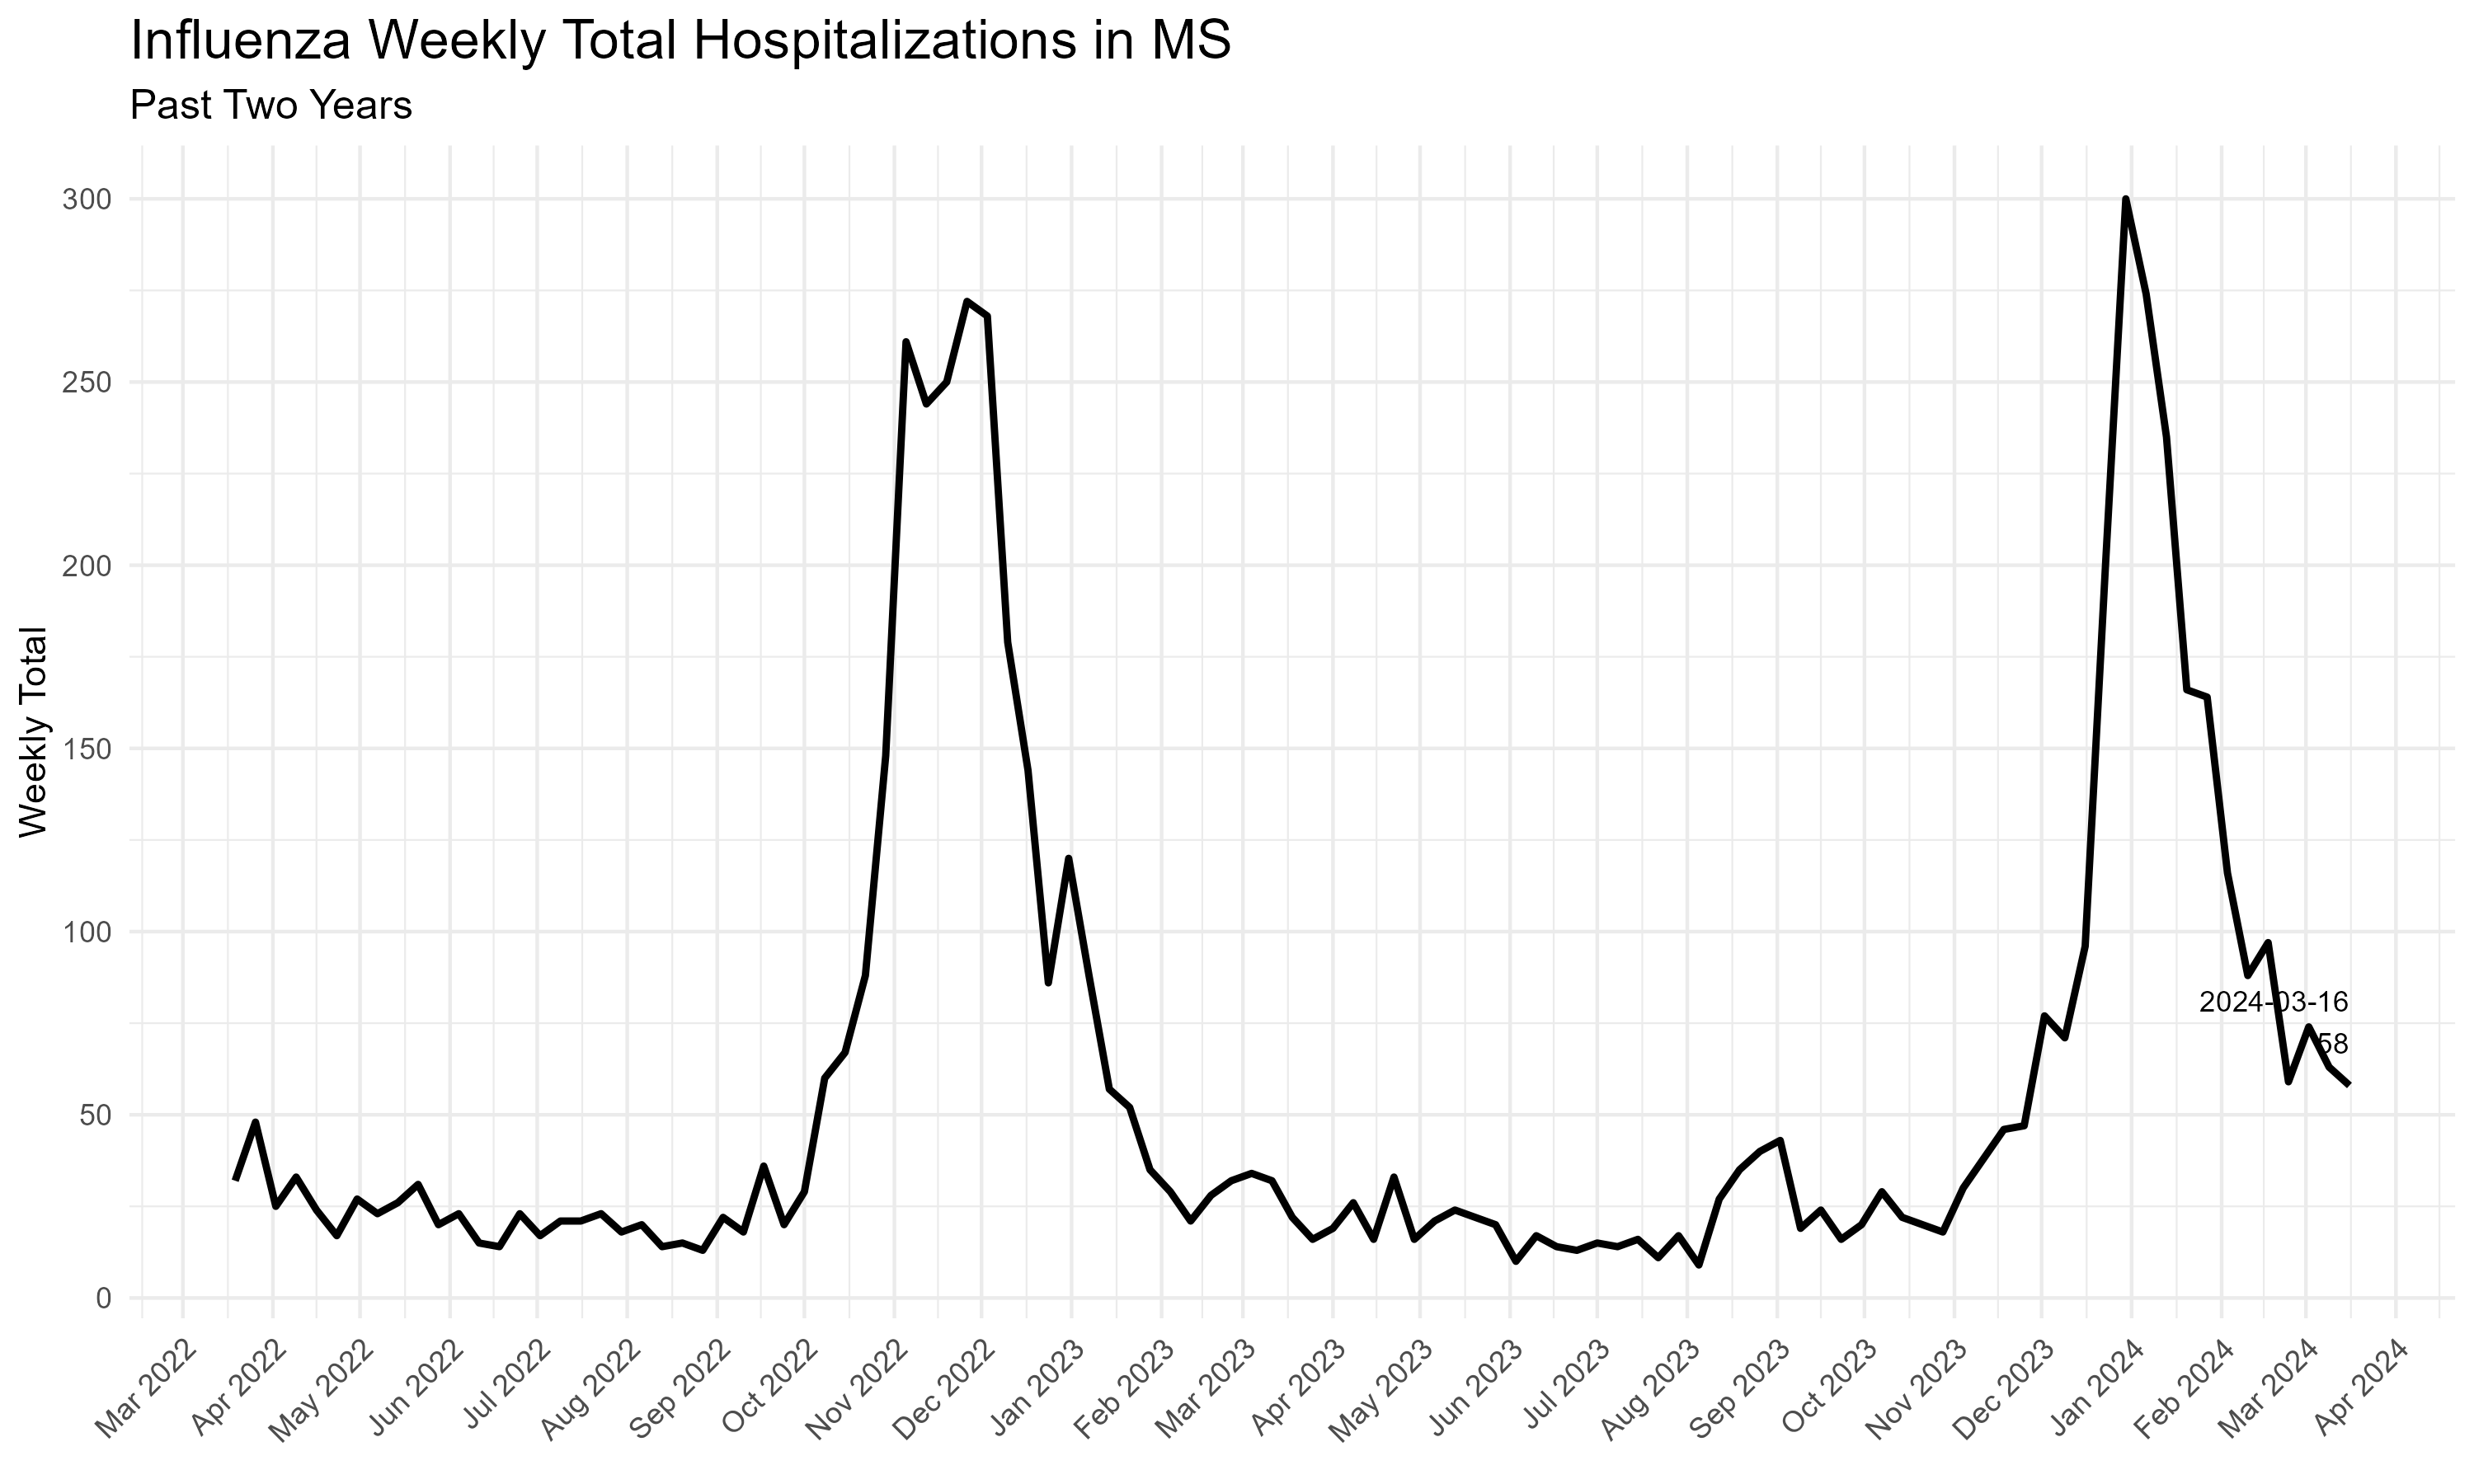 Influenza Weekly Total Hospitalizations in MS
Past Two Years
Weekly Total
300
250
200
150
100
50
0
2024-03-16
58
Mar 2022
Apr 2022
May 2022
Jun 2022
Jul 2022
Aug 2022
Sep 2022
Oct 2022
Nov 2022
Dec 2022
Jan 2023
Feb 2023
Mar 2023
Apr 2023
May 2023
Jun 2023
Jul 2023
Aug 2023
Sep 2023
Oct 2023
Nov 2023
Dec 2023
Jan 2024
Feb 2024
Mar 2024
Apr 2024